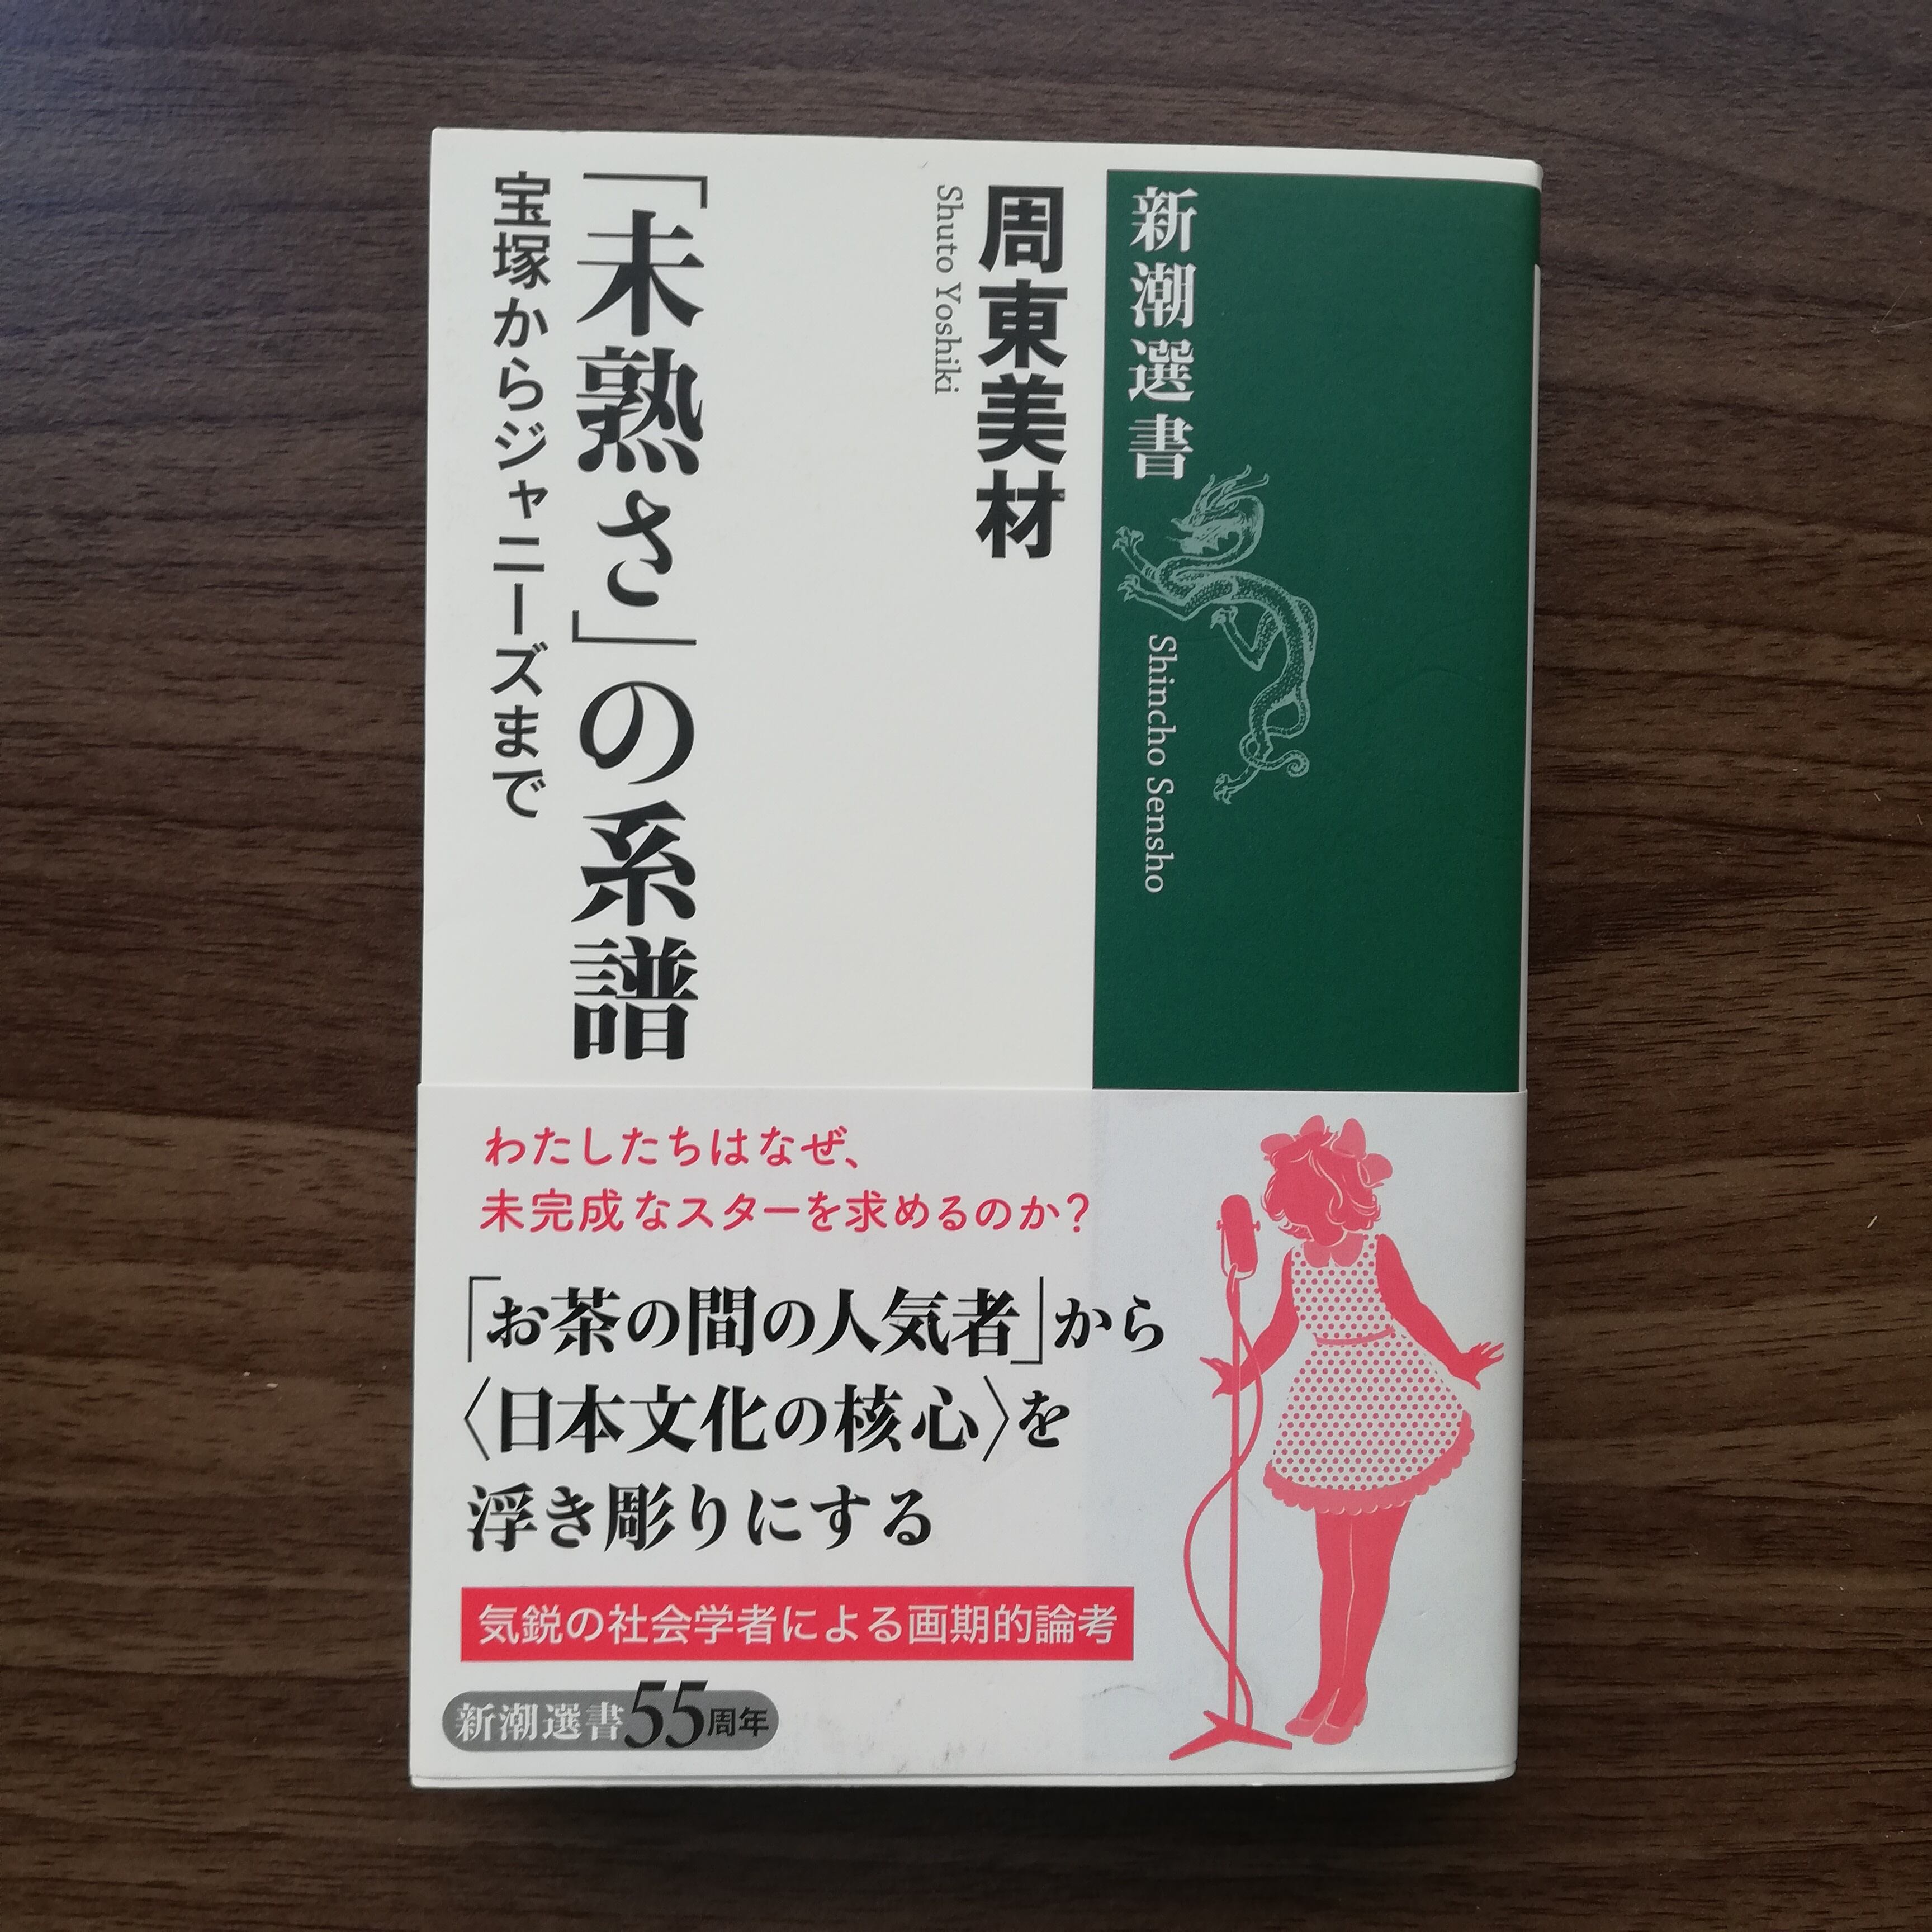 新潮選書
Shincho Sensho
周東美材
Shuto Yoshiki
「未熟さ」の系譜
宝塚からジャニーズまで
わたしたちはなぜ、
未完成なスターを求めるのか?
「お茶の間の人気者」から
〈日本文化の核心〉を
浮き彫りにする
気鋭の社会学者による画期的論考
新潮選書55周年